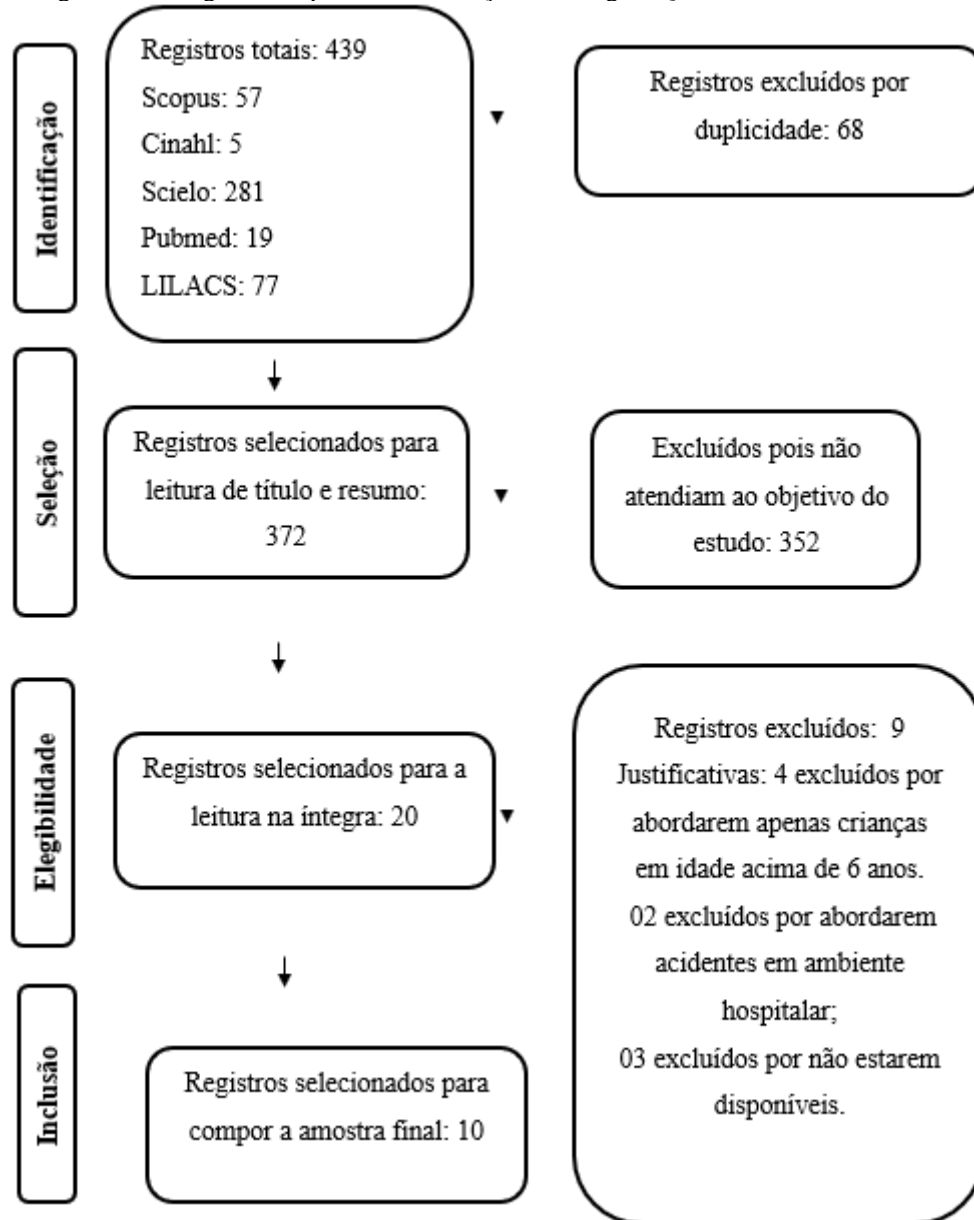 Identificação
Registros totais: 439
Scopus: 57
Cinahl: 5
Scielo: 281
Pubmed: 19
LILACS: 77
Registros excluídos por
duplicidade: 68
Seleção
Registros selecionados para
leitura de título e resumo:
372
Excluídos pois não
atendiam ao objetivo do
estudo: 352
Elegibilidade
Registros selecionados para a
leitura na íntegra: 20
Registros excluídos: 9
Justificativas: 4 excluídos por
abordarem apenas crianças
em idade acima de 6 anos.
02 excluídos por abordarem
acidentes em ambiente
hospitalar;
03 excluídos por não estarem
disponíveis.
Inclusão
Registros selecionados para
compor a amostra final: 10